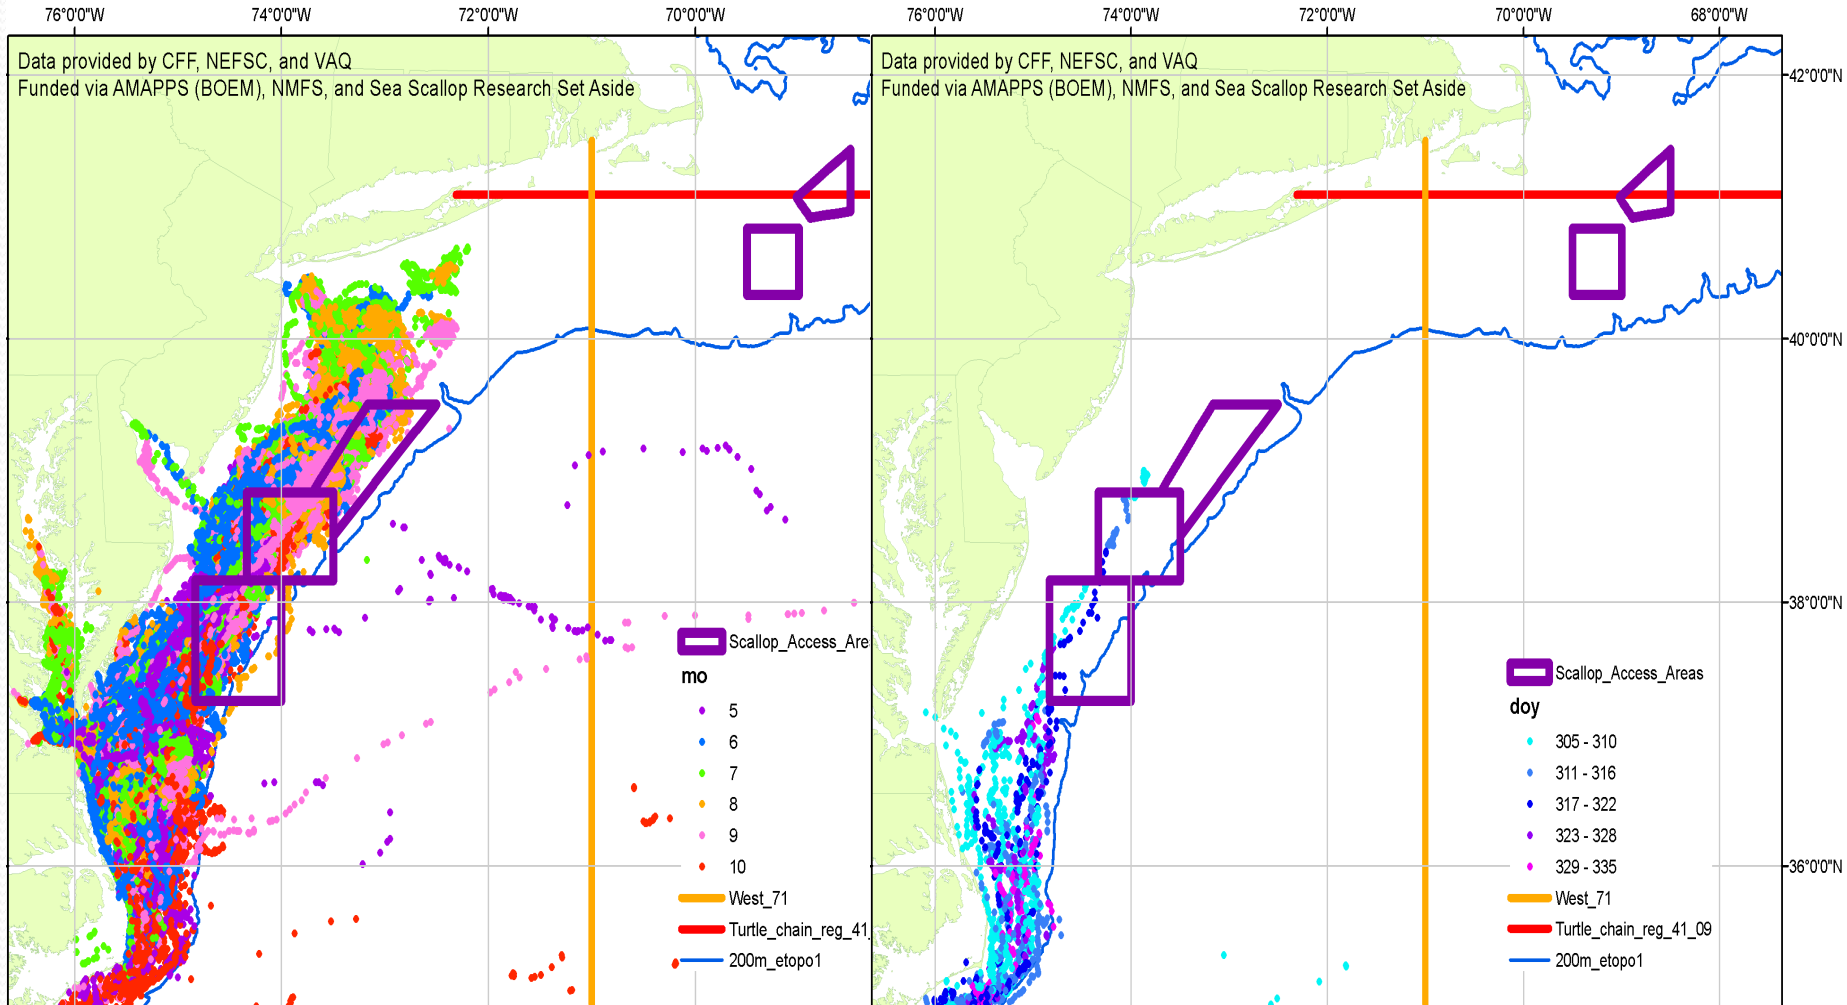 76°0'0"W 74°0'0"W 72°0'0"W 70°0'0"W
Data provided by CFF, NEFSC, and VAQ
Funded via AMAPPS (BOEM), NMFS, and Sea Scallop Research Set Aside
Scallop_Access_Are
mo
5
6
7
8
9
10
West_71
Turtle_chain_reg_41_
200m_etopo1
76°0'0"W 74°0'0"W 72°0'0"W 70°0'0"W 68°0'0"W
Data provided by CFF, NEFSC, and VAQ
Funded via AMAPPS (BOEM), NMFS, and Sea Scallop Research Set Aside
42°0'0"N
40°0'0"N
38°0'0"N
36°0'0"N
Scallop_Access_Areas
doy
305 - 310
311 - 316
317 - 322
323 - 328
329 - 335
West_71
Turtle_chain_reg_41_09
200m_etopo1